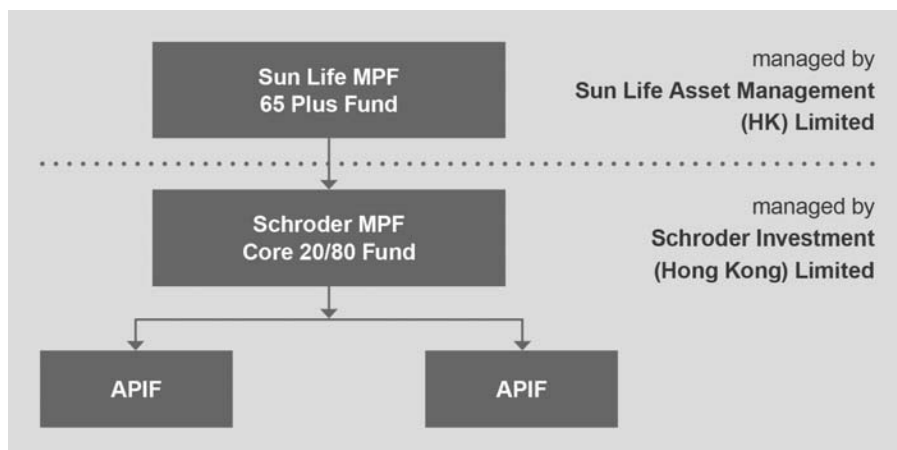 Sun Life MPF
65 Plus Fund
managed by
Sun Life Asset Management
(HK) Limited
Schroder MPF
Core 20/80 Fund
managed by
Schroder Investment
(Hong Kong) Limited
APIF
APIF